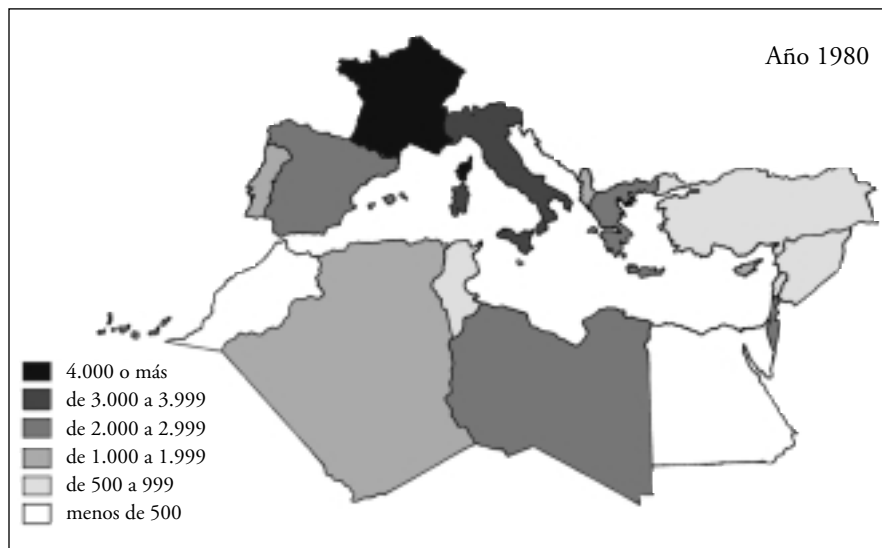 Año 1980
4.000 o más
de 3.000 a 3.999
de 2.000 a 2.999
de 1.000 a 1.999
de 500 a 999
menos de 500